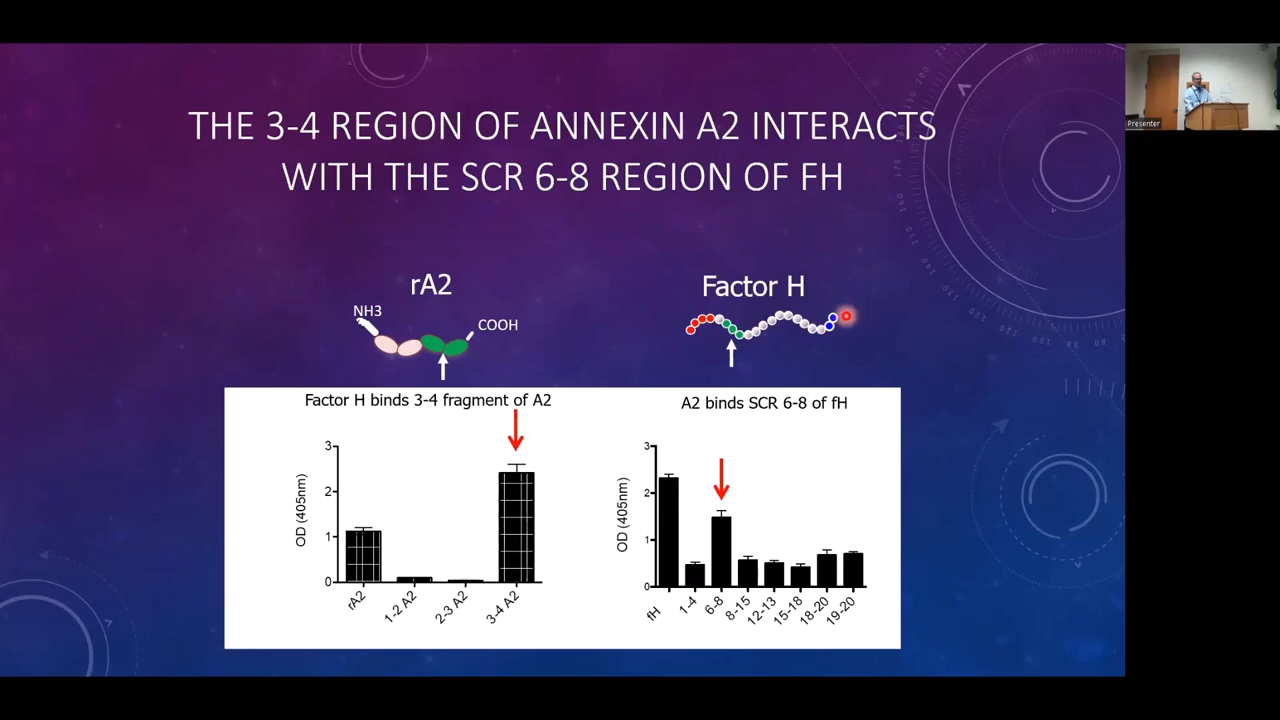 THE 3-4 REGION OF ANNEXIN A2 INTERACTS
WITH THE SCR 6-8 REGION OF FH
Presenter
rA2
NH3
COOH
Factor H
Factor H binds 3-4 fragment of A2
OD (405nm)
3
2
1
0
rA2
1-2 A2
2-3 A2
3-4 A2
A2 binds SCR 6-8 of fH
OD (405nm)
3
2
1
0
fH
1-4
6-8
8-15
12-13
15-18
18-20
19-20